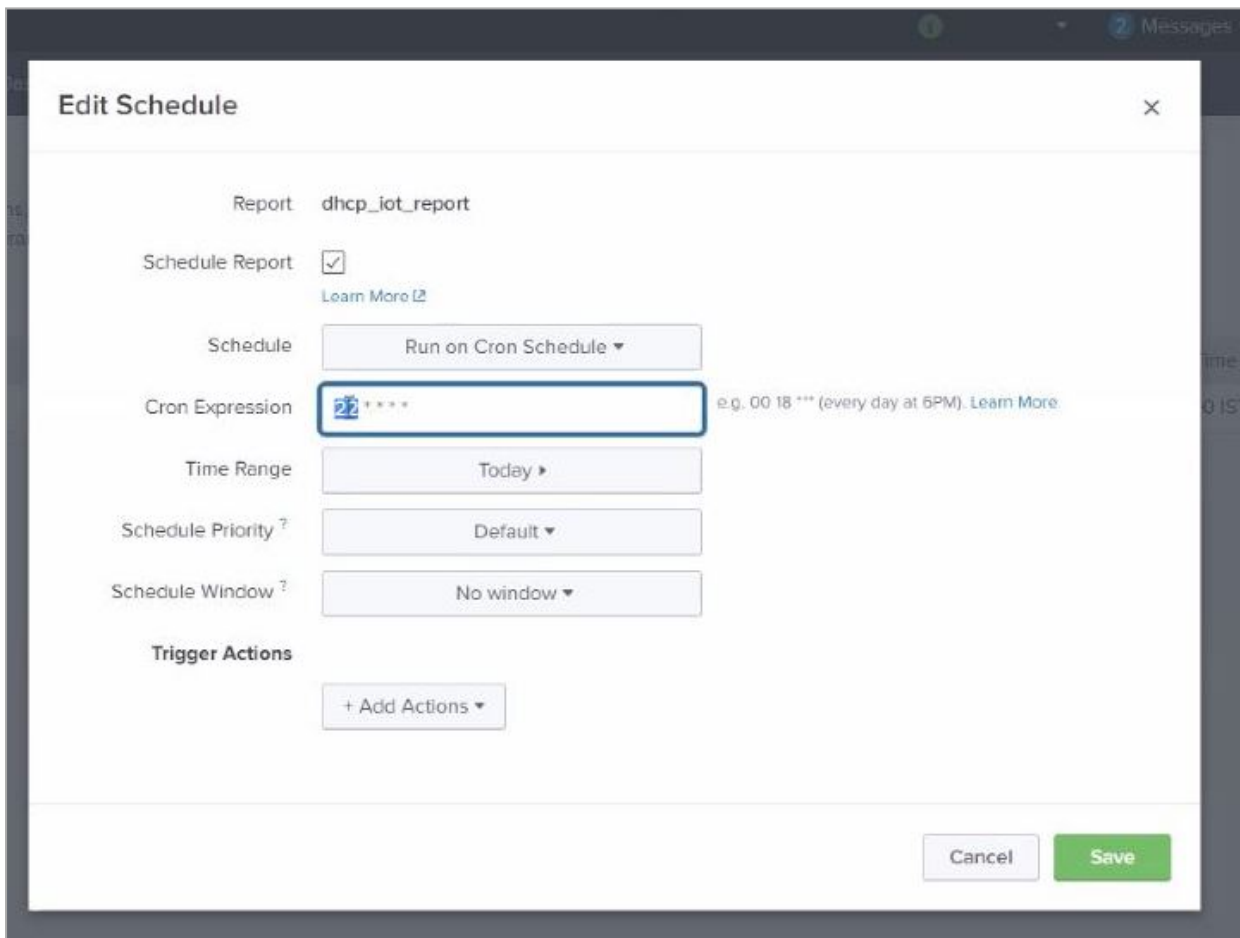 2 Messages
Edit Schedule
Report dhcp_iot_report
Schedule Report
Learn More
Schedule Run on Cron Schedule
Cron Expression 22 * * * * e.g. 00 18 *** (every day at 6PM). Learn More
Time Range Today
Schedule Priority ? Default
Schedule Window ? No window
Trigger Actions
+ Add Actions
Cancel Save